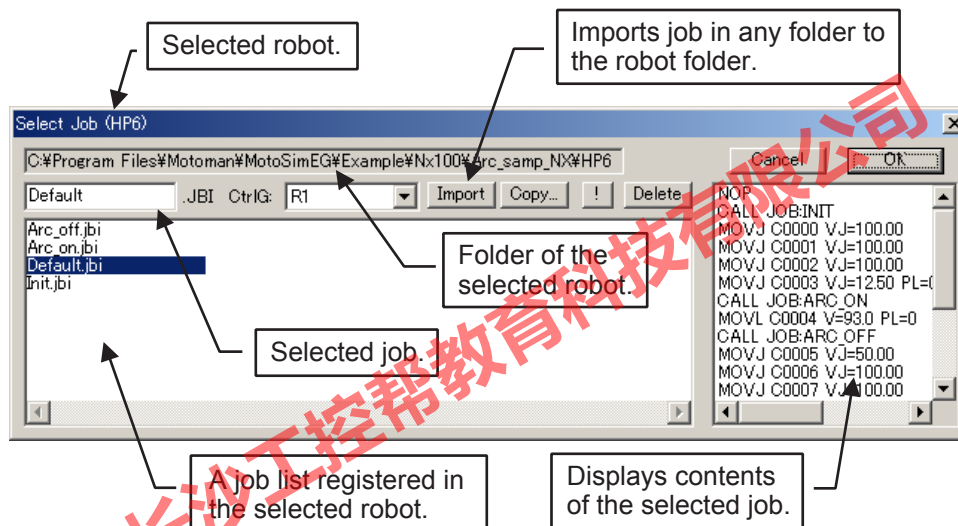 Selected robot.
Imports job in any folder to
the robot folder.
Select Job (HP6)
C:¥Program Files¥Motoman¥MotoSimEG¥Example¥Nx100¥Arc_samp_NX¥HP6
Cancel
OK
Default
.JBI
CtrlG:
R1
Import
Copy...
!
Delete
Arc_off.jbi
Arc_on.jbi
Default.jbi
Init.jbi
NOP
CALL JOB:INIT
MOVJ C0000 VJ=100.00
MOVJ C0001 VJ=100.00
MOVJ C0002 VJ=100.00
MOVJ C0003 VJ=12.50 PL=0
CALL JOB:ARC_ON
MOVL C0004 V=93.0 PL=0
CALL JOB:ARC_OFF
MOVJ C0005 VJ=50.00
MOVJ C0006 VJ=100.00
MOVJ C0007 VJ=100.00
Folder of the
selected robot.
Selected job.
A job list registered in
the selected robot.
Displays contents
of the selected job.
长沙工控帮教育科技有限公司